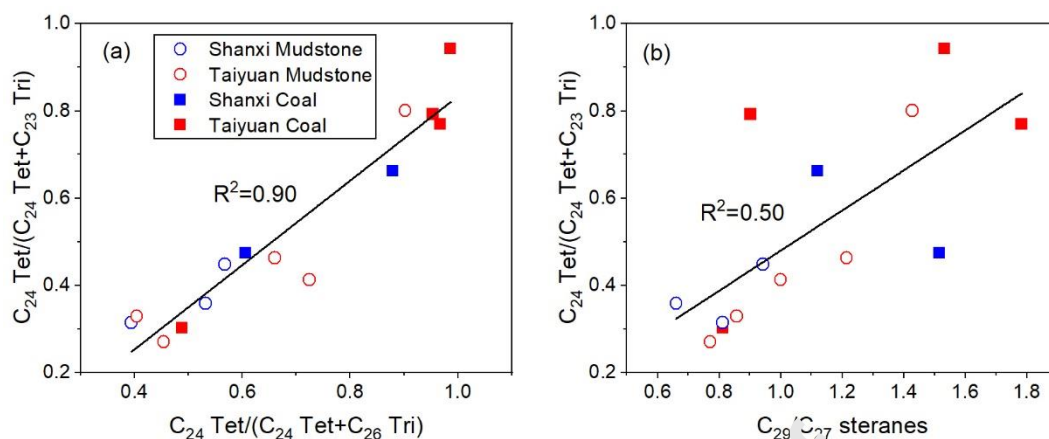 (a)
Shanxi Mudstone
Taiyuan Mudstone
Shanxi Coal
Taiyuan Coal
R²=0.90
C₂₄ Tet/(C₂₄ Tet+C₂₃ Tri)
1.0
0.8
0.6
0.4
0.2
0.4 0.6 0.8 1.0
C₂₄ Tet/(C₂₄ Tet+C₂₆ Tri)
(b)
R²=0.50
C₂₄ Tet/(C₂₄ Tet+C₂₃ Tri)
1.0
0.8
0.6
0.4
0.2
0.6 0.8 1.0 1.2 1.4 1.6 1.8
C₂₉/C₂₇ steranes